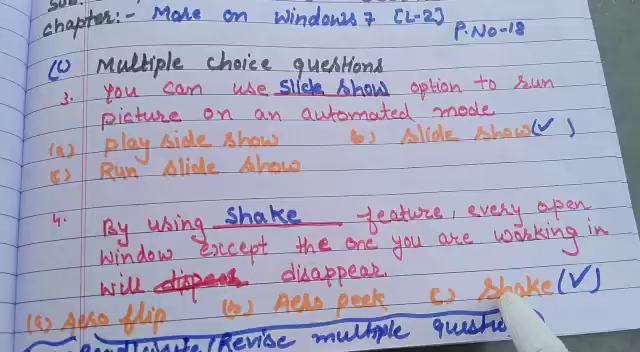 chapter:- More on Windows 7 [L-2]
P.No-18
(1) Multiple choice questions
3. You can use slide show option to run
picture on an automated mode
(a) Play side show (b) slide show(✓)
(c) Run slide show
4. By using shake feature, every open
window except the one you are working in
will disappear.
(a) Aero flip (b) Aero peek (c) Shake(✓)
/Revise multiple